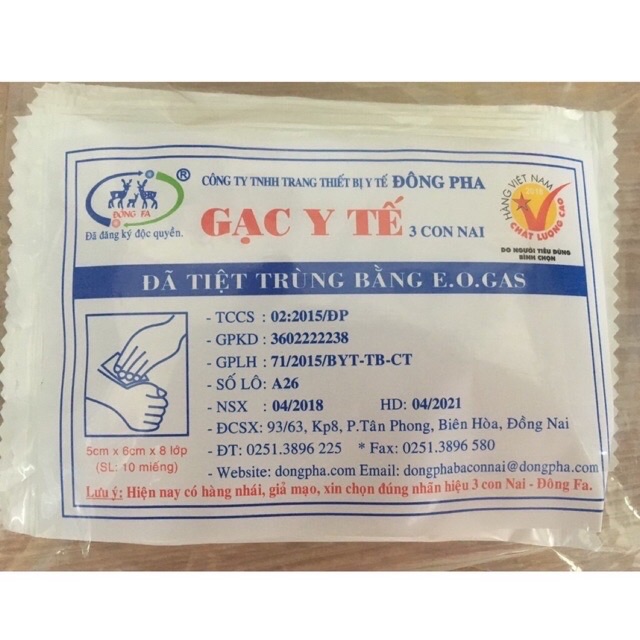 ®
ĐÔNG FA
Đã đăng ký độc quyền.
CÔNG TY TNHH TRANG THIẾT BỊ Y TẾ ĐÔNG PHA
GẠC Y TẾ 3 CON NAI
HÀNG VIỆT NAM
CHẤT LƯỢNG CAO
DO NGƯỜI TIÊU DÙNG
BÌNH CHỌN
ĐÃ TIỆT TRÙNG BẰNG E.O.GAS
- TCCS : 02:2015/ĐP
- GPKD : 3602222238
- GPLH : 71/2015/BYT-TB-CT
- SỐ LÔ: A26
- NSX : 04/2018 HD: 04/2021
- ĐCSX: 93/63, Kp8, P.Tân Phong, Biên Hòa, Đồng Nai
- ĐT: 0251.3896 225 * Fax: 0251.3896 580
- Website: dongpha.com Email: dongphabaconnai@dongpha.com
5cm x 6cm x 8 lớp
(SL: 10 miếng)
Lưu ý: Hiện nay có hàng nhái, giả mạo, xin chọn đúng nhãn hiệu 3 con Nai - Đông Fa.